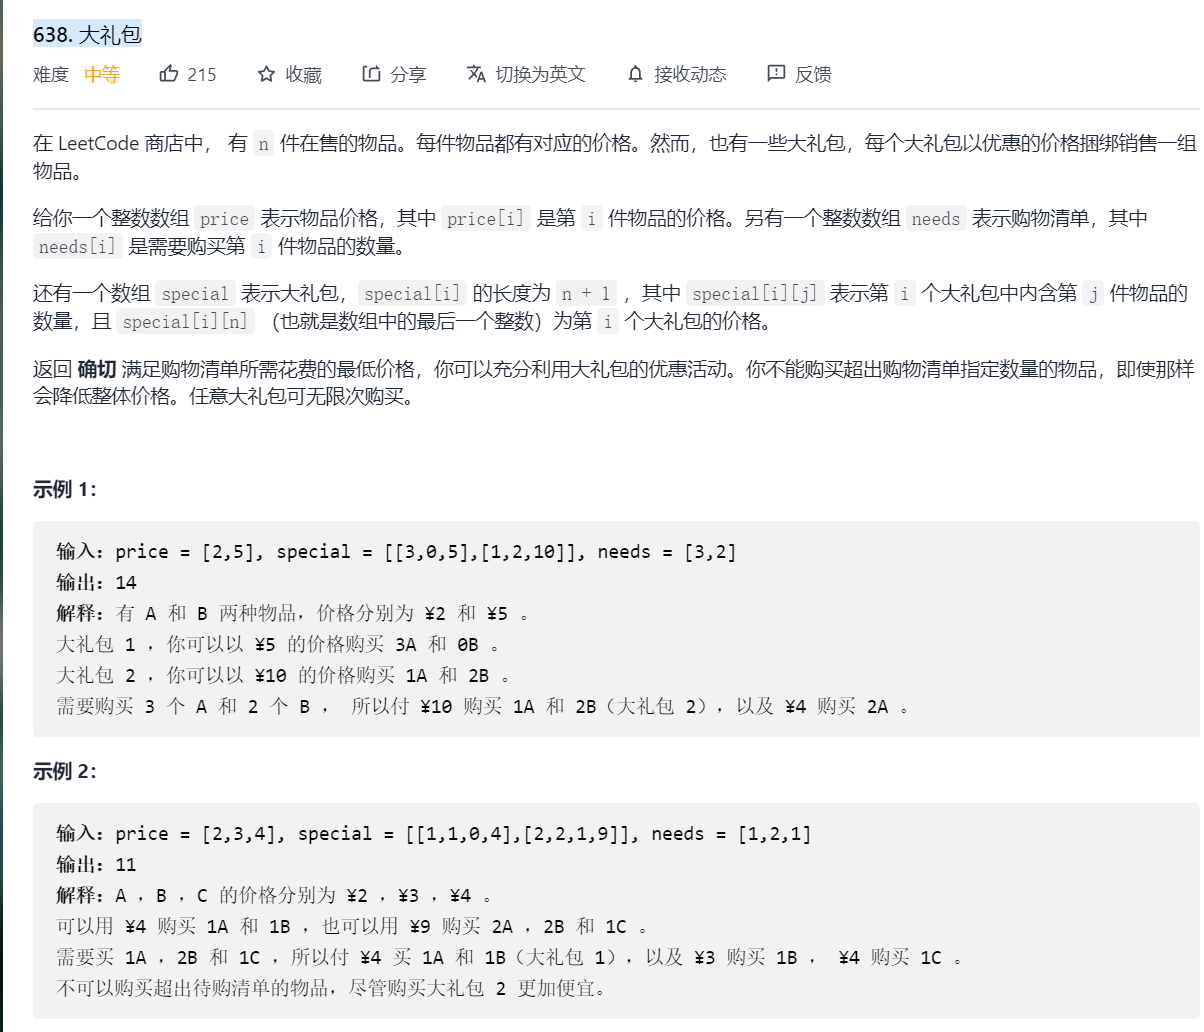 638. 大礼包
难度 中等 215 收藏 分享 切换为英文 接收动态 反馈
在 LeetCode 商店中， 有 n 件在售的物品。每件物品都有对应的价格。然而，也有一些大礼包，每个大礼包以优惠的价格捆绑销售一组
物品。
给你一个整数数组 price 表示物品价格，其中 price[i] 是第 i 件物品的价格。另有一个整数数组 needs 表示购物清单，其中
needs[i] 是需要购买第 i 件物品的数量。
还有一个数组 special 表示大礼包，special[i] 的长度为 n + 1 ，其中 special[i][j] 表示第 i 个大礼包中内含第 j 件物品的
数量，且 special[i][n] （也就是数组中的最后一个整数）为第 i 个大礼包的价格。
返回 确切 满足购物清单所需花费的最低价格，你可以充分利用大礼包的优惠活动。你不能购买超出购物清单指定数量的物品，即使那样
会降低整体价格。任意大礼包可无限次购买。
示例 1：
输入：price = [2,5], special = [[3,0,5],[1,2,10]], needs = [3,2]
输出：14
解释：有 A 和 B 两种物品，价格分别为 ¥2 和 ¥5 。
大礼包 1 ，你可以以 ¥5 的价格购买 3A 和 0B 。
大礼包 2 ，你可以以 ¥10 的价格购买 1A 和 2B 。
需要购买 3 个 A 和 2 个 B ， 所以付 ¥10 购买 1A 和 2B（大礼包 2），以及 ¥4 购买 2A 。
示例 2：
输入：price = [2,3,4], special = [[1,1,0,4],[2,2,1,9]], needs = [1,2,1]
输出：11
解释：A ，B ，C 的价格分别为 ¥2 ，¥3 ，¥4 。
可以用 ¥4 购买 1A 和 1B ，也可以用 ¥9 购买 2A ，2B 和 1C 。
需要买 1A ，2B 和 1C ，所以付 ¥4 买 1A 和 1B（大礼包 1），以及 ¥3 购买 1B ， ¥4 购买 1C 。
不可以购买超出待购清单的物品，尽管购买大礼包 2 更加便宜。